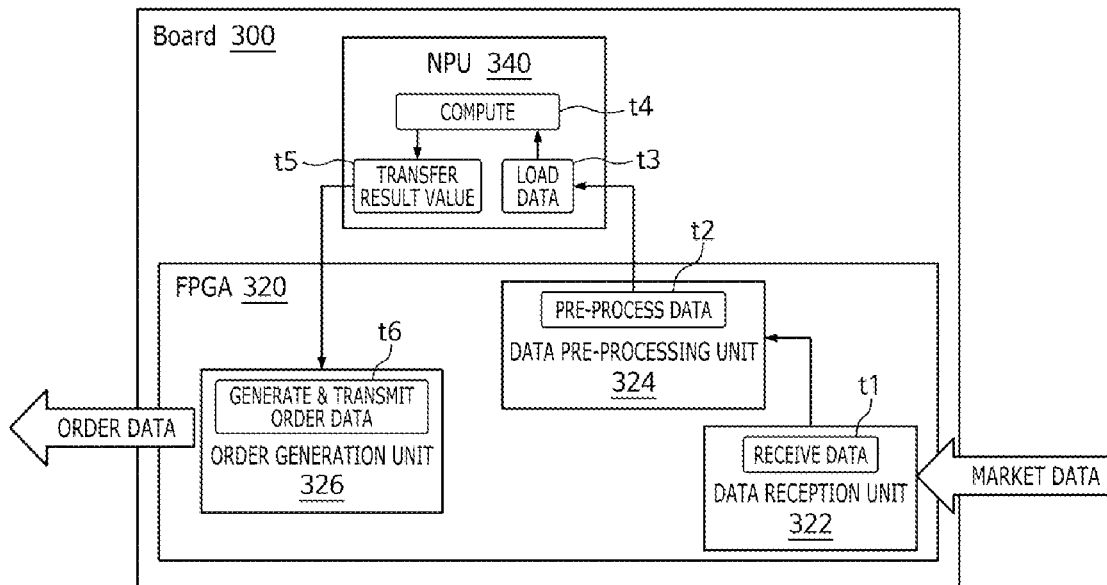 Board 300
NPU 340
COMPUTE
t4
t5
t3
TRANSFER
RESULT VALUE
LOAD
DATA
t2
FPGA 320
PRE-PROCESS DATA
DATA PRE-PROCESSING UNIT
324
t6
GENERATE & TRANSMIT
ORDER DATA
ORDER GENERATION UNIT
326
ORDER DATA
t1
RECEIVE DATA
DATA RECEPTION UNIT
322
MARKET DATA